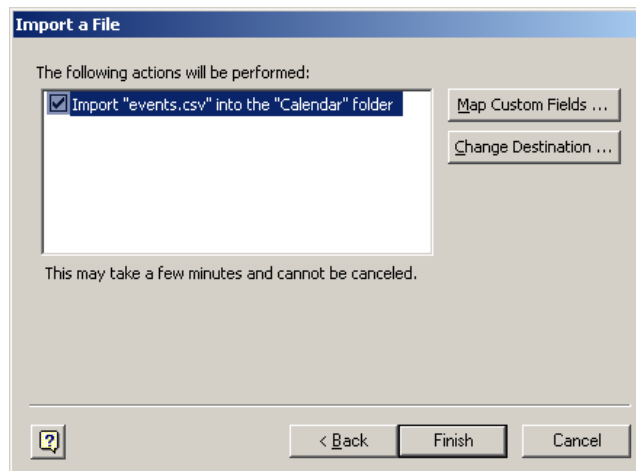 Import a File
The following actions will be performed:
Import "events.csv" into the "Calendar" folder
Map Custom Fields ...
Change Destination ...
This may take a few minutes and cannot be canceled.
?
< Back
Finish
Cancel